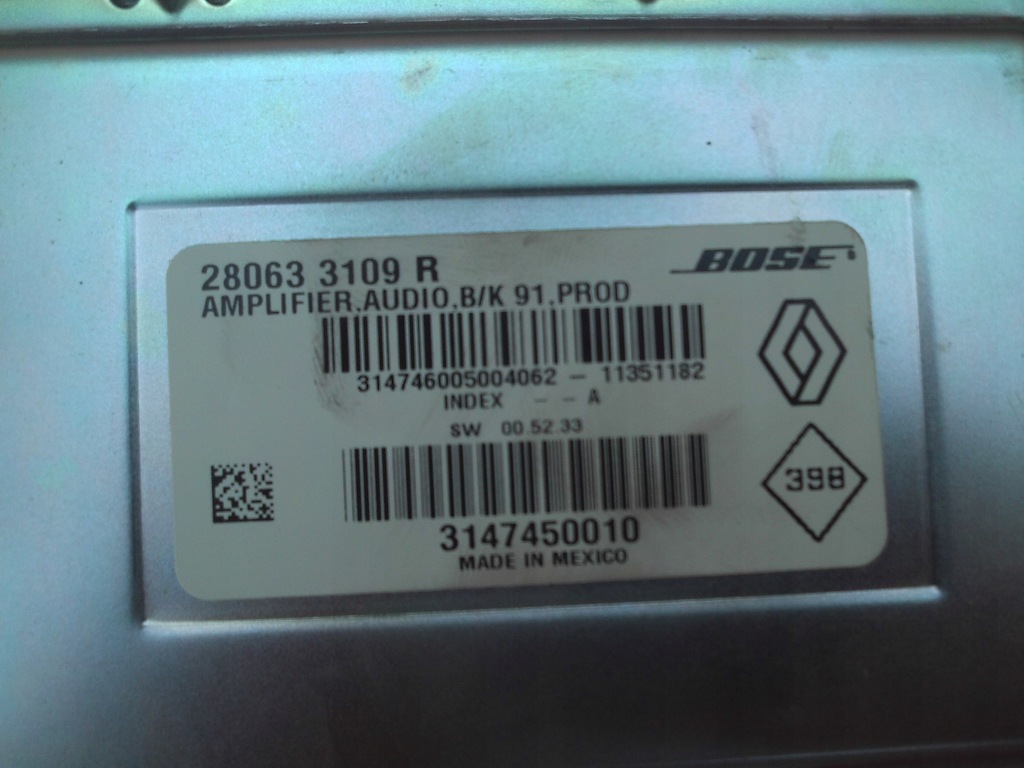 28063 3109 R
BOSE
AMPLIFIER.AUDIO.B/K 91.PROD
314746005004062 - 11351182
INDEX - - A
SW 00.52.33
398
3147450010
MADE IN MEXICO